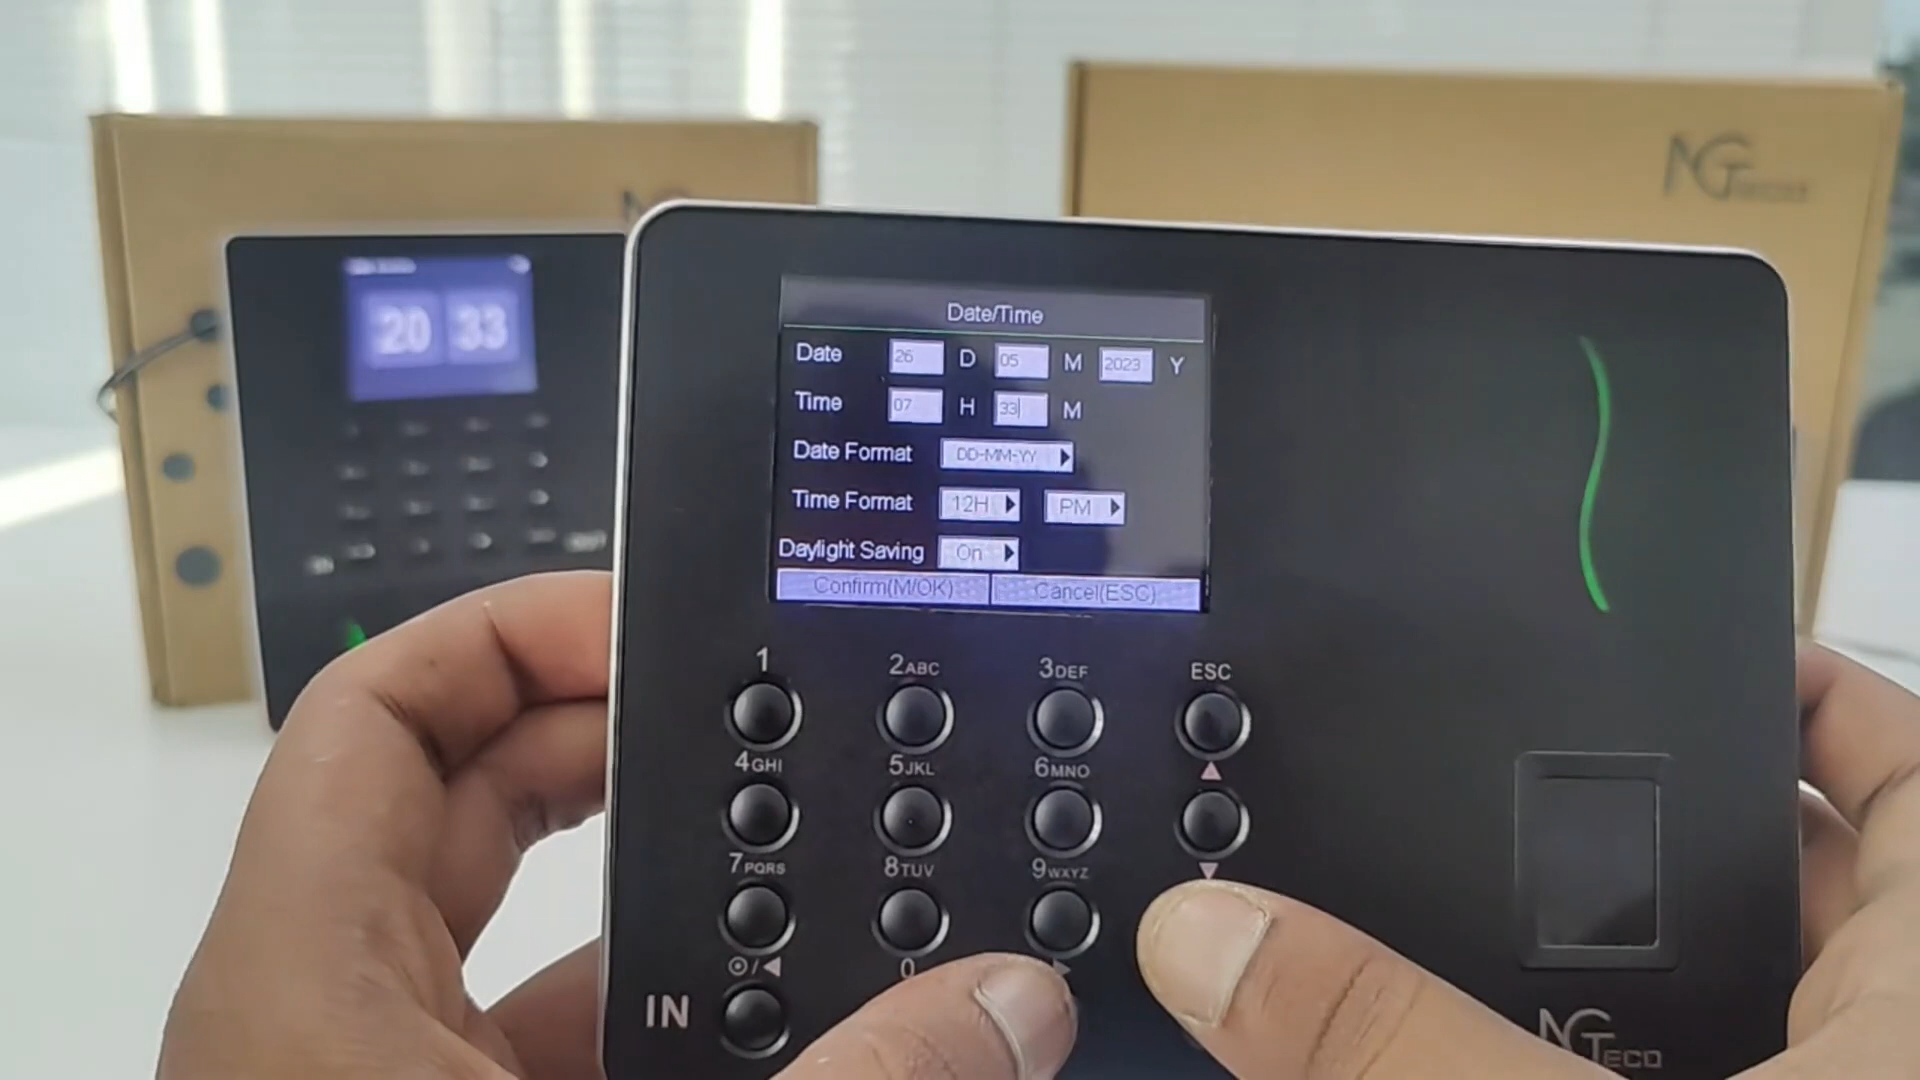 NGTECO
20 33
Date/Time
Date 26 D 05 M 2023 Y
Time 07 H 33 M
Date Format DD-MM-YY
Time Format 12H PM
Daylight Saving On
Confirm(M/OK) Cancel(ESC)
1 2ABC 3DEF ESC
4GHI 5JKL 6MNO
7PQRS 8TUV 9WXYZ
0
IN
NGTECO